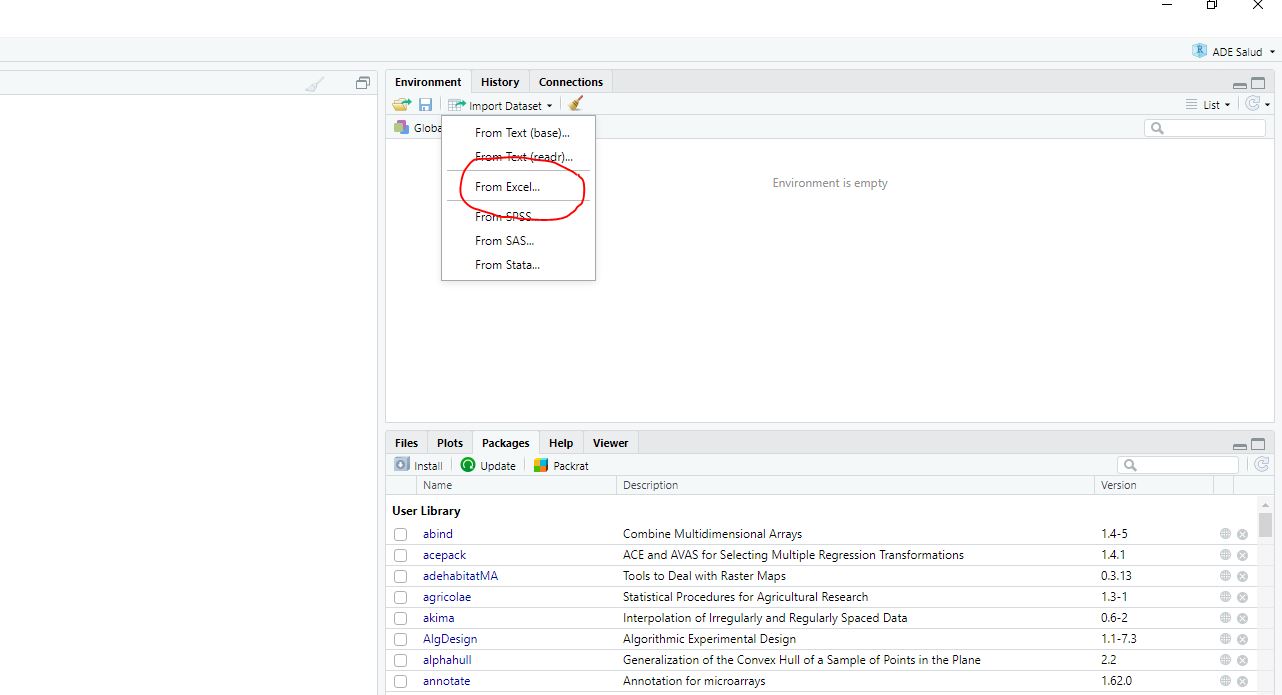 ADE Salud
Environment History Connections
Import Dataset
List
Globa
From Text (base)...
From Text (readr)...
From Excel...
From SPSS...
From SAS...
From Stata...
Environment is empty
Files Plots Packages Help Viewer
Install Update Packrat
Name Description Version
User Library
abind Combine Multidimensional Arrays 1.4-5
acepack ACE and AVAS for Selecting Multiple Regression Transformations 1.4.1
adehabitatMA Tools to Deal with Raster Maps 0.3.13
agricolae Statistical Procedures for Agricultural Research 1.3-1
akima Interpolation of Irregularly and Regularly Spaced Data 0.6-2
AlgDesign Algorithmic Experimental Design 1.1-7.3
alphahull Generalization of the Convex Hull of a Sample of Points in the Plane 2.2
annotate Annotation for microarrays 1.62.0